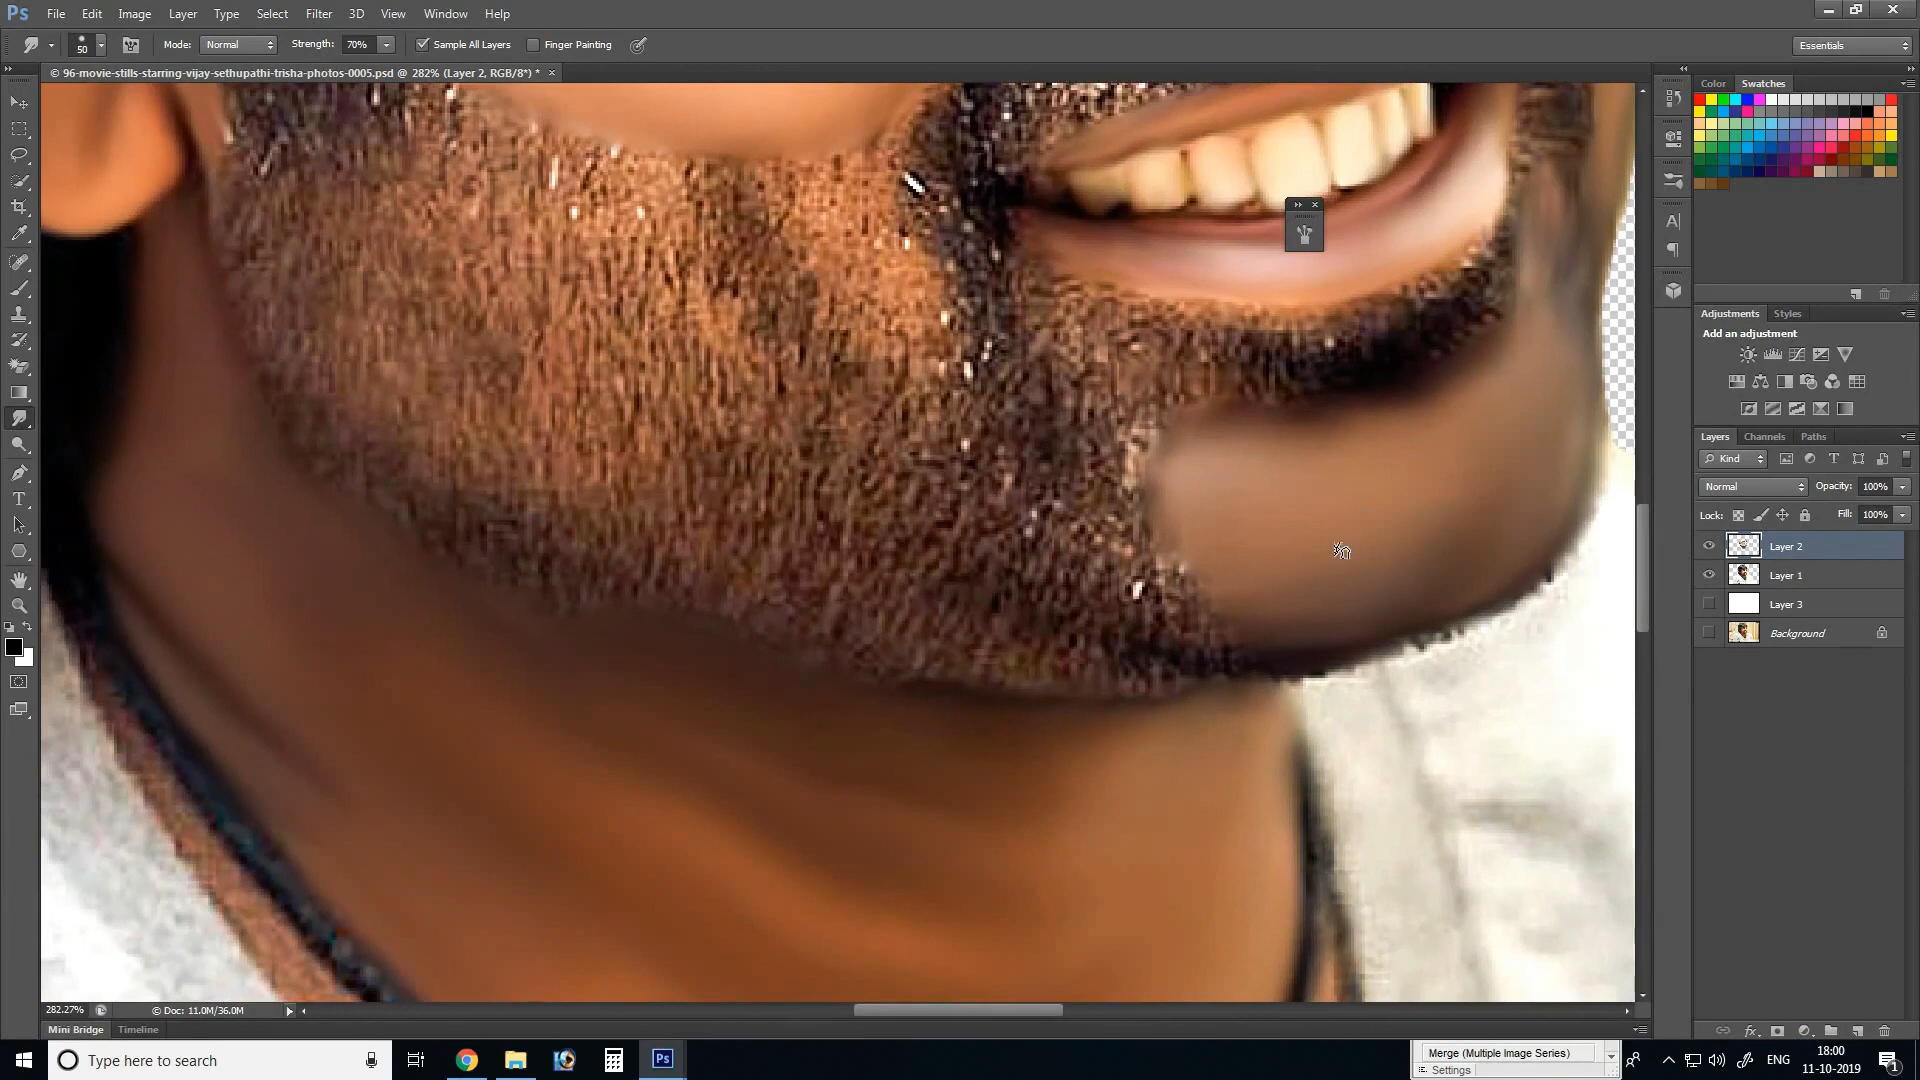 Ps File Edit Image Layer Type Select Filter 3D View Window Help
50 Mode: Normal Strength: 70% Sample All Layers Finger Painting Essentials
© 96-movie-stills-starring-vijay-sethupathi-trisha-photos-0005.psd @ 282% (Layer 2, RGB/8*) * ×
Color Swatches
Adjustments Styles
Add an adjustment
Layers Channels Paths
Kind
Normal Opacity: 100%
Lock: Fill: 100%
Layer 2
Layer 1
Layer 3
Background
282.27% © Doc: 11.0M/36.0M
Mini Bridge Timeline
Type here to search
Ps
Merge (Multiple Image Series)
Settings
ENG
18:00
11-10-2019
1